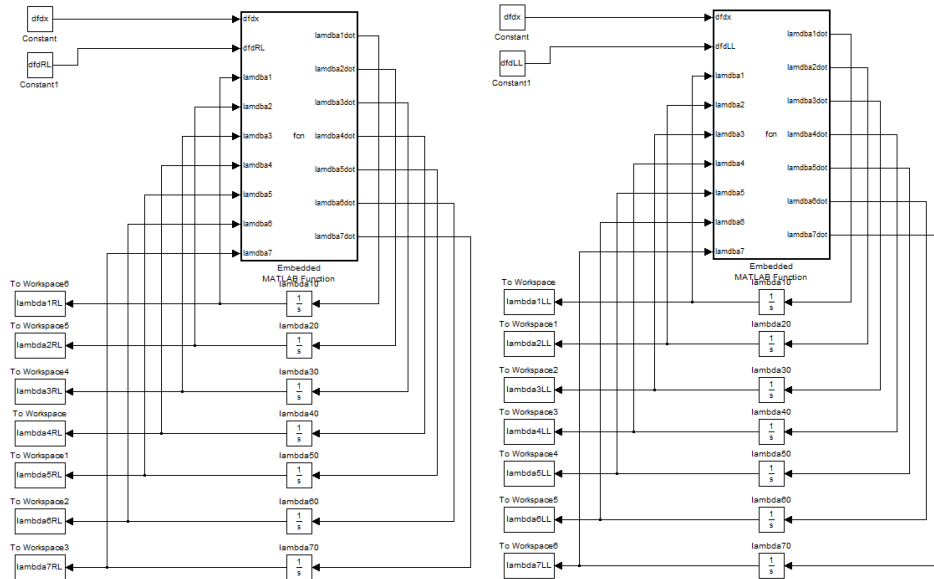 dfdx
Constant
dfdRL
Constant1
dfdx
dfdRL
lamdba1
lamdba2
lamdba3
lamdba4
lamdba5
lamdba6
lamdba7
fcn
lamdba1dot
lamdba2dot
lamdba3dot
lamdba4dot
lamdba5dot
lamdba6dot
lamdba7dot
Embedded
MATLAB Function
To Workspace6
lambda1RL
lambda10
1
s
To Workspace5
lambda2RL
lambda20
1
s
To Workspace4
lambda3RL
lambda30
1
s
To Workspace
lambda4RL
lambda40
1
s
To Workspace1
lambda5RL
lambda50
1
s
To Workspace2
lambda6RL
lambda60
1
s
To Workspace3
lambda7RL
lambda70
1
s
dfdx
Constant
dfdLL
Constant1
dfdx
dfdLL
lamdba1
lamdba2
lamdba3
lamdba4
lamdba5
lamdba6
lamdba7
fcn
lamdba1dot
lamdba2dot
lamdba3dot
lamdba4dot
lamdba5dot
lamdba6dot
lamdba7dot
Embedded
MATLAB Function
To Workspace
lambda1LL
lambda10
1
s
To Workspace1
lambda2LL
lambda20
1
s
To Workspace2
lambda3LL
lambda30
1
s
To Workspace3
lambda4LL
lambda40
1
s
To Workspace4
lambda5LL
lambda50
1
s
To Workspace5
lambda6LL
lambda60
1
s
To Workspace6
lambda7LL
lambda70
1
s